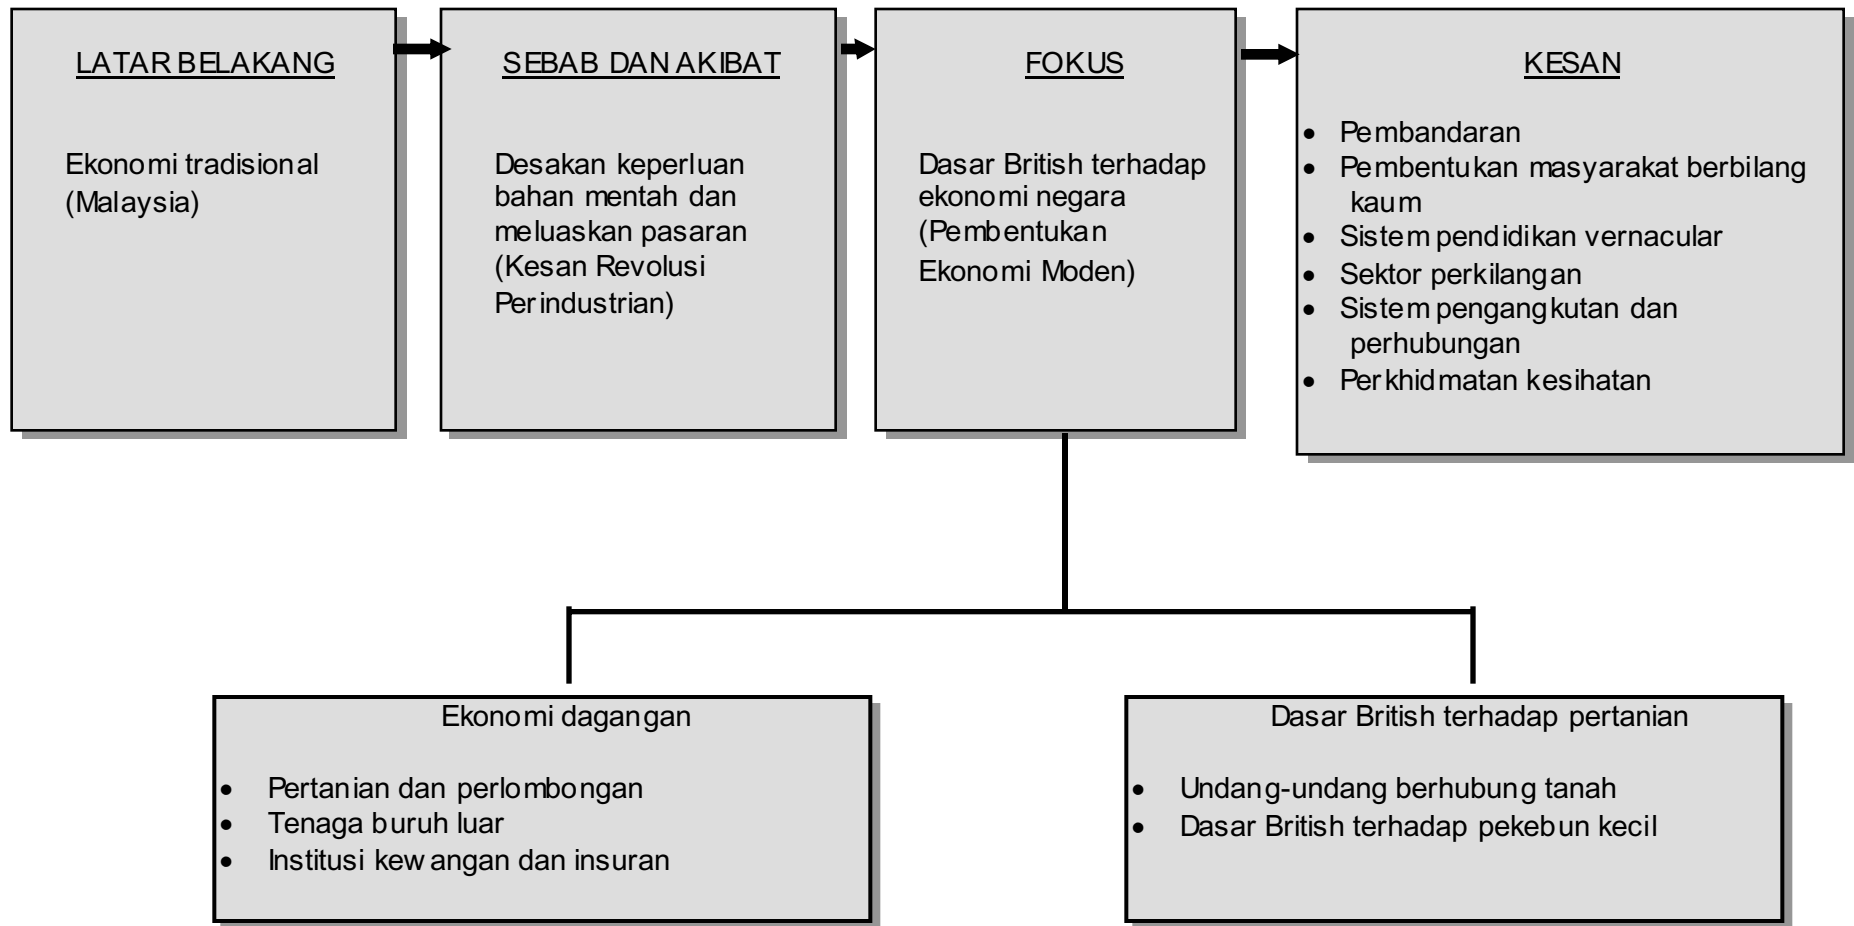 LATAR BELAKANG
Ekonomi tradisional
(Malaysia)
SEBAB DAN AKIBAT
Desakan keperluan
bahan mentah dan
meluaskan pasaran
(Kesan Revolusi
Perindustrian)
FOKUS
Dasar British terhadap
ekonomi negara
(Pembentukan
Ekonomi Moden)
KESAN
• Pembandaran
• Pembentukan masyarakat berbilang
kaum
• Sistem pendidikan vernacular
• Sektor perkilangan
• Sistem pengangkutan dan
perhubungan
• Perkhidmatan kesihatan
Ekonomi dagangan
• Pertanian dan perlombongan
• Tenaga buruh luar
• Institusi kewangan dan insuran
Dasar British terhadap pertanian
• Undang-undang berhubung tanah
• Dasar British terhadap pekebun kecil